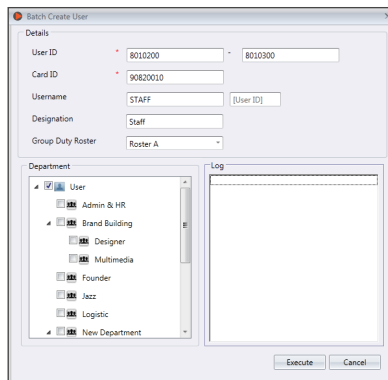 Batch Create User
Details
User ID * 8010200 - 8010300
Card ID * 90820010
Username STAFF [User ID]
Designation Staff
Group Duty Roster Roster A
Department
User
Admin & HR
Brand Building
Designer
Multimedia
Founder
Jazz
Logistic
New Department
Log
Execute Cancel